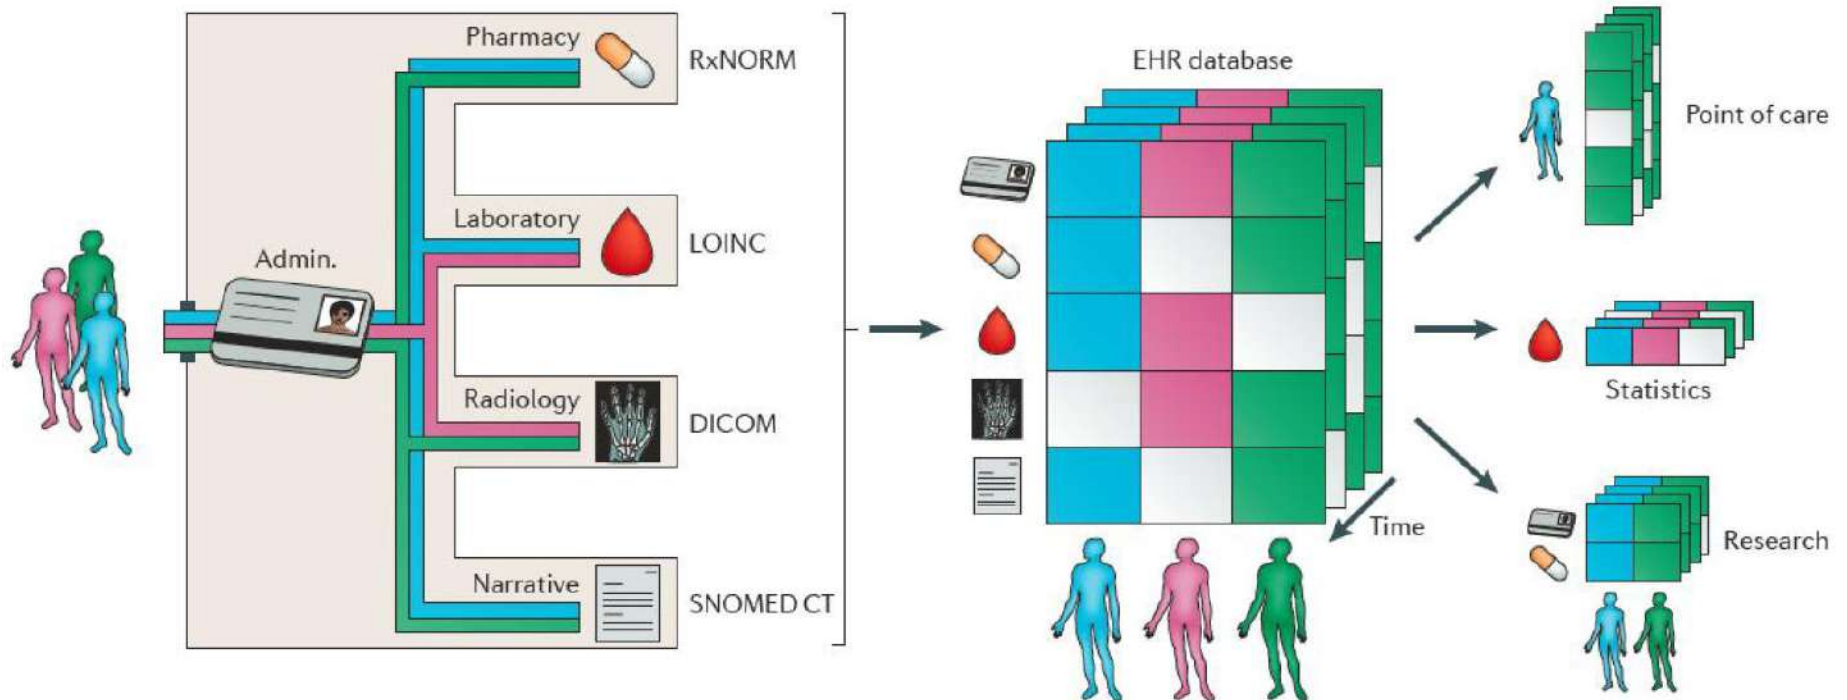 Pharmacy
RxNORM
Laboratory
LOINC
Admin.
Radiology
DICOM
Narrative
SNOMED CT
EHR database
Time
Point of care
Statistics
Research